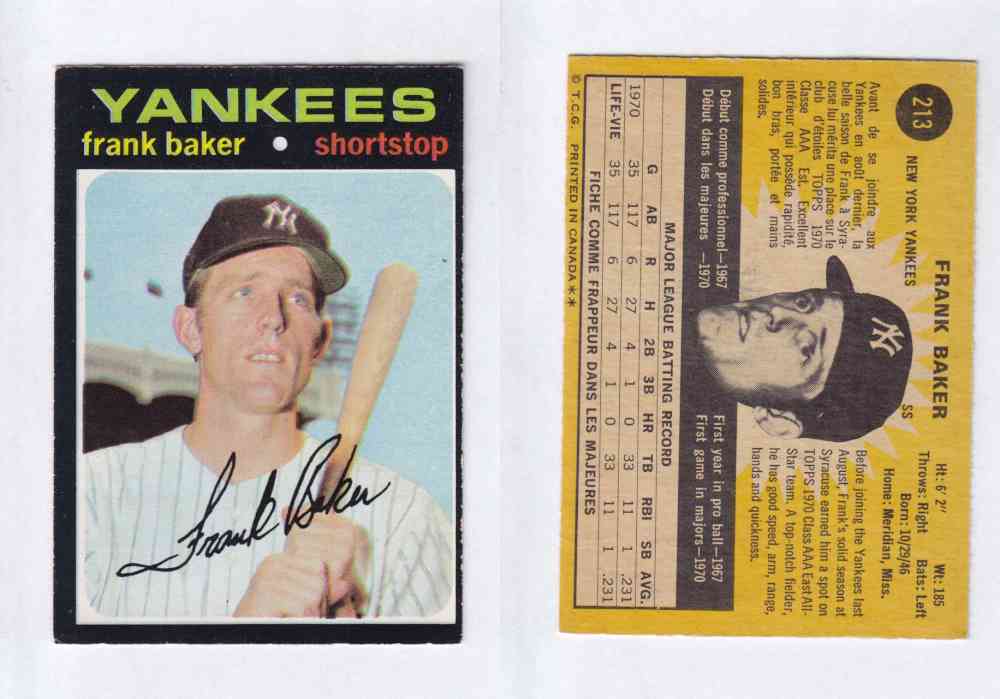 YANKEES
frank baker • shortstop
NY
Frank Baker
213
NEW YORK YANKEES
FRANK BAKER
SS
Ht: 6' 2" Wt: 185
Throws: Right Bats: Left
Born: 10/29/46
Home: Meridian, Miss.
Avant de se joindre aux
Yankees en août dernier, la
belle saison de Frank à Syra-
cuse lui mérita une place sur le
club d'étoiles TOPPS 1970
Classe AAA Est. Excellent
intérieur qui possède rapidité,
bon bras, portée et mains
solides.
NY
Before joining the Yankees last
August, Frank's solid season at
Syracuse earned him a spot on
TOPPS 1970 Class AAA East All-
Star team. A top-notch fielder,
he has good speed, arm, range,
hands and quickness.
Début comme professionnel—1967
Début dans les majeures —1970
First year in pro ball—1967
First game in majors—1970
MAJOR LEAGUE BATTING RECORD
G AB R H 2B 3B HR TB RBI SB AVG.
1970 35 117 6 27 4 1 0 33 11 1 .231
LIFE-VIE 35 117 6 27 4 1 0 33 11 1 .231
FICHE COMME FRAPPEUR DANS LES MAJEURES
© T.C.G. PRINTED IN CANADA**